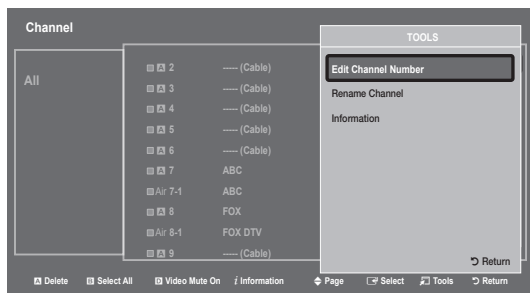 Channel
TOOLS
All
A 2 ----- (Cable)
A 3 ----- (Cable)
A 4 ----- (Cable)
A 5 ----- (Cable)
A 6 ----- (Cable)
A 7 ABC
Air 7-1 ABC
A 8 FOX
Air 8-1 FOX DTV
A 9 ----- (Cable)
Edit Channel Number
Rename Channel
Information
Return
A Delete B Select All D Video Mute On i Information Page Select Tools Return